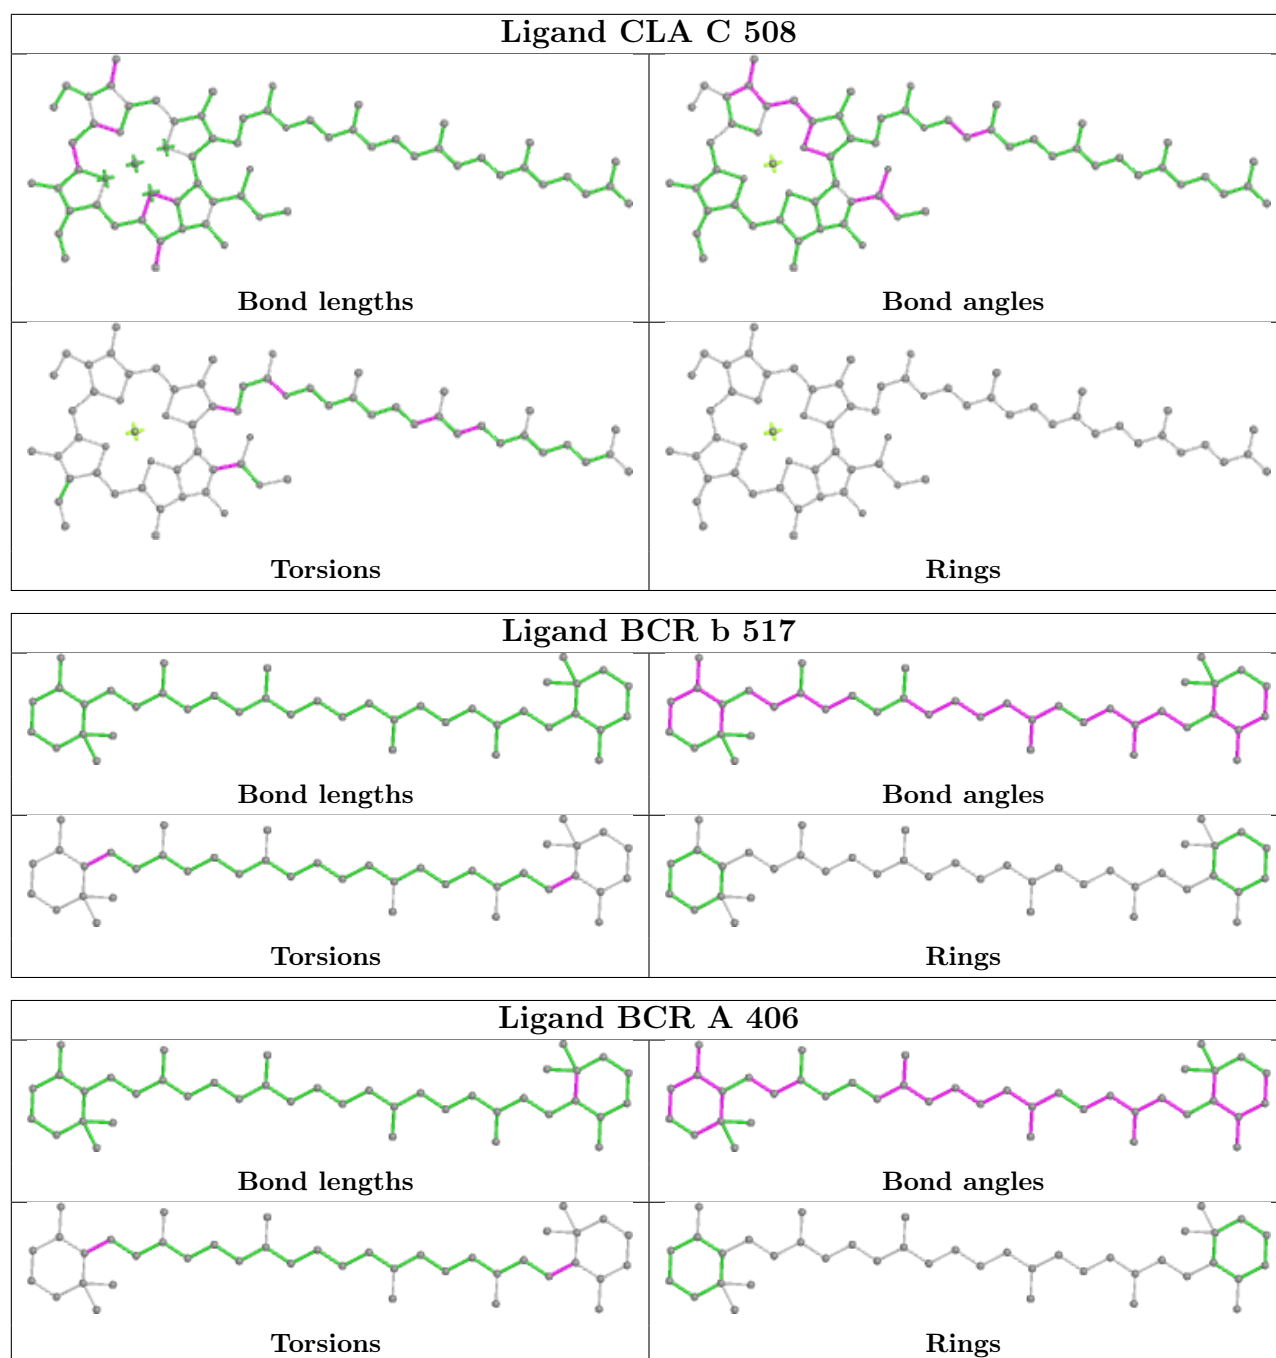 Ligand CLA C 508
Bond lengths
Bond angles
Torsions
Rings
Ligand BCR b 517
Bond lengths
Bond angles
Torsions
Rings
Ligand BCR A 406
Bond lengths
Bond angles
Torsions
Rings